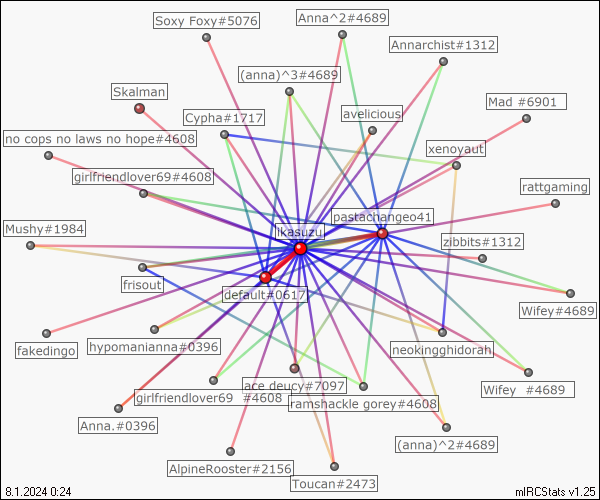 Soxy Foxy#5076
Anna^2#4689
Annarchist#1312
(anna)^3#4689
Skalman
Cypha#1717
avelicious
Mad #6901
no cops no laws no hope#4608
xenoyaut
girlfriendlover69#4608
rattgaming
Mushy#1984
ikasuzu
pastachangeo41
zibbits#1312
frisout
default#0617
Wifey#4689
fakedingo
hypomanianna#0396
neokingghidorah
girlfriendlover69 #4608
ace deucy#7097
ramshackle gorey#4608
Wifey #4689
Anna.#0396
(anna)^2#4689
AlpineRooster#2156
Toucan#2473
8.1.2024 0:24
mIRCStats v1.25